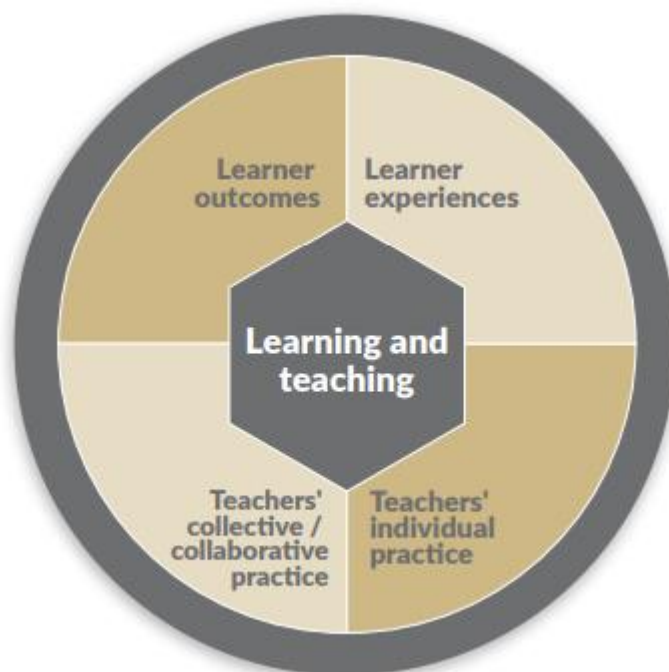 Learner
outcomes
Learner
experiences
Learning and
teaching
Teachers'
collective /
collaborative
practice
Teachers'
individual
practice